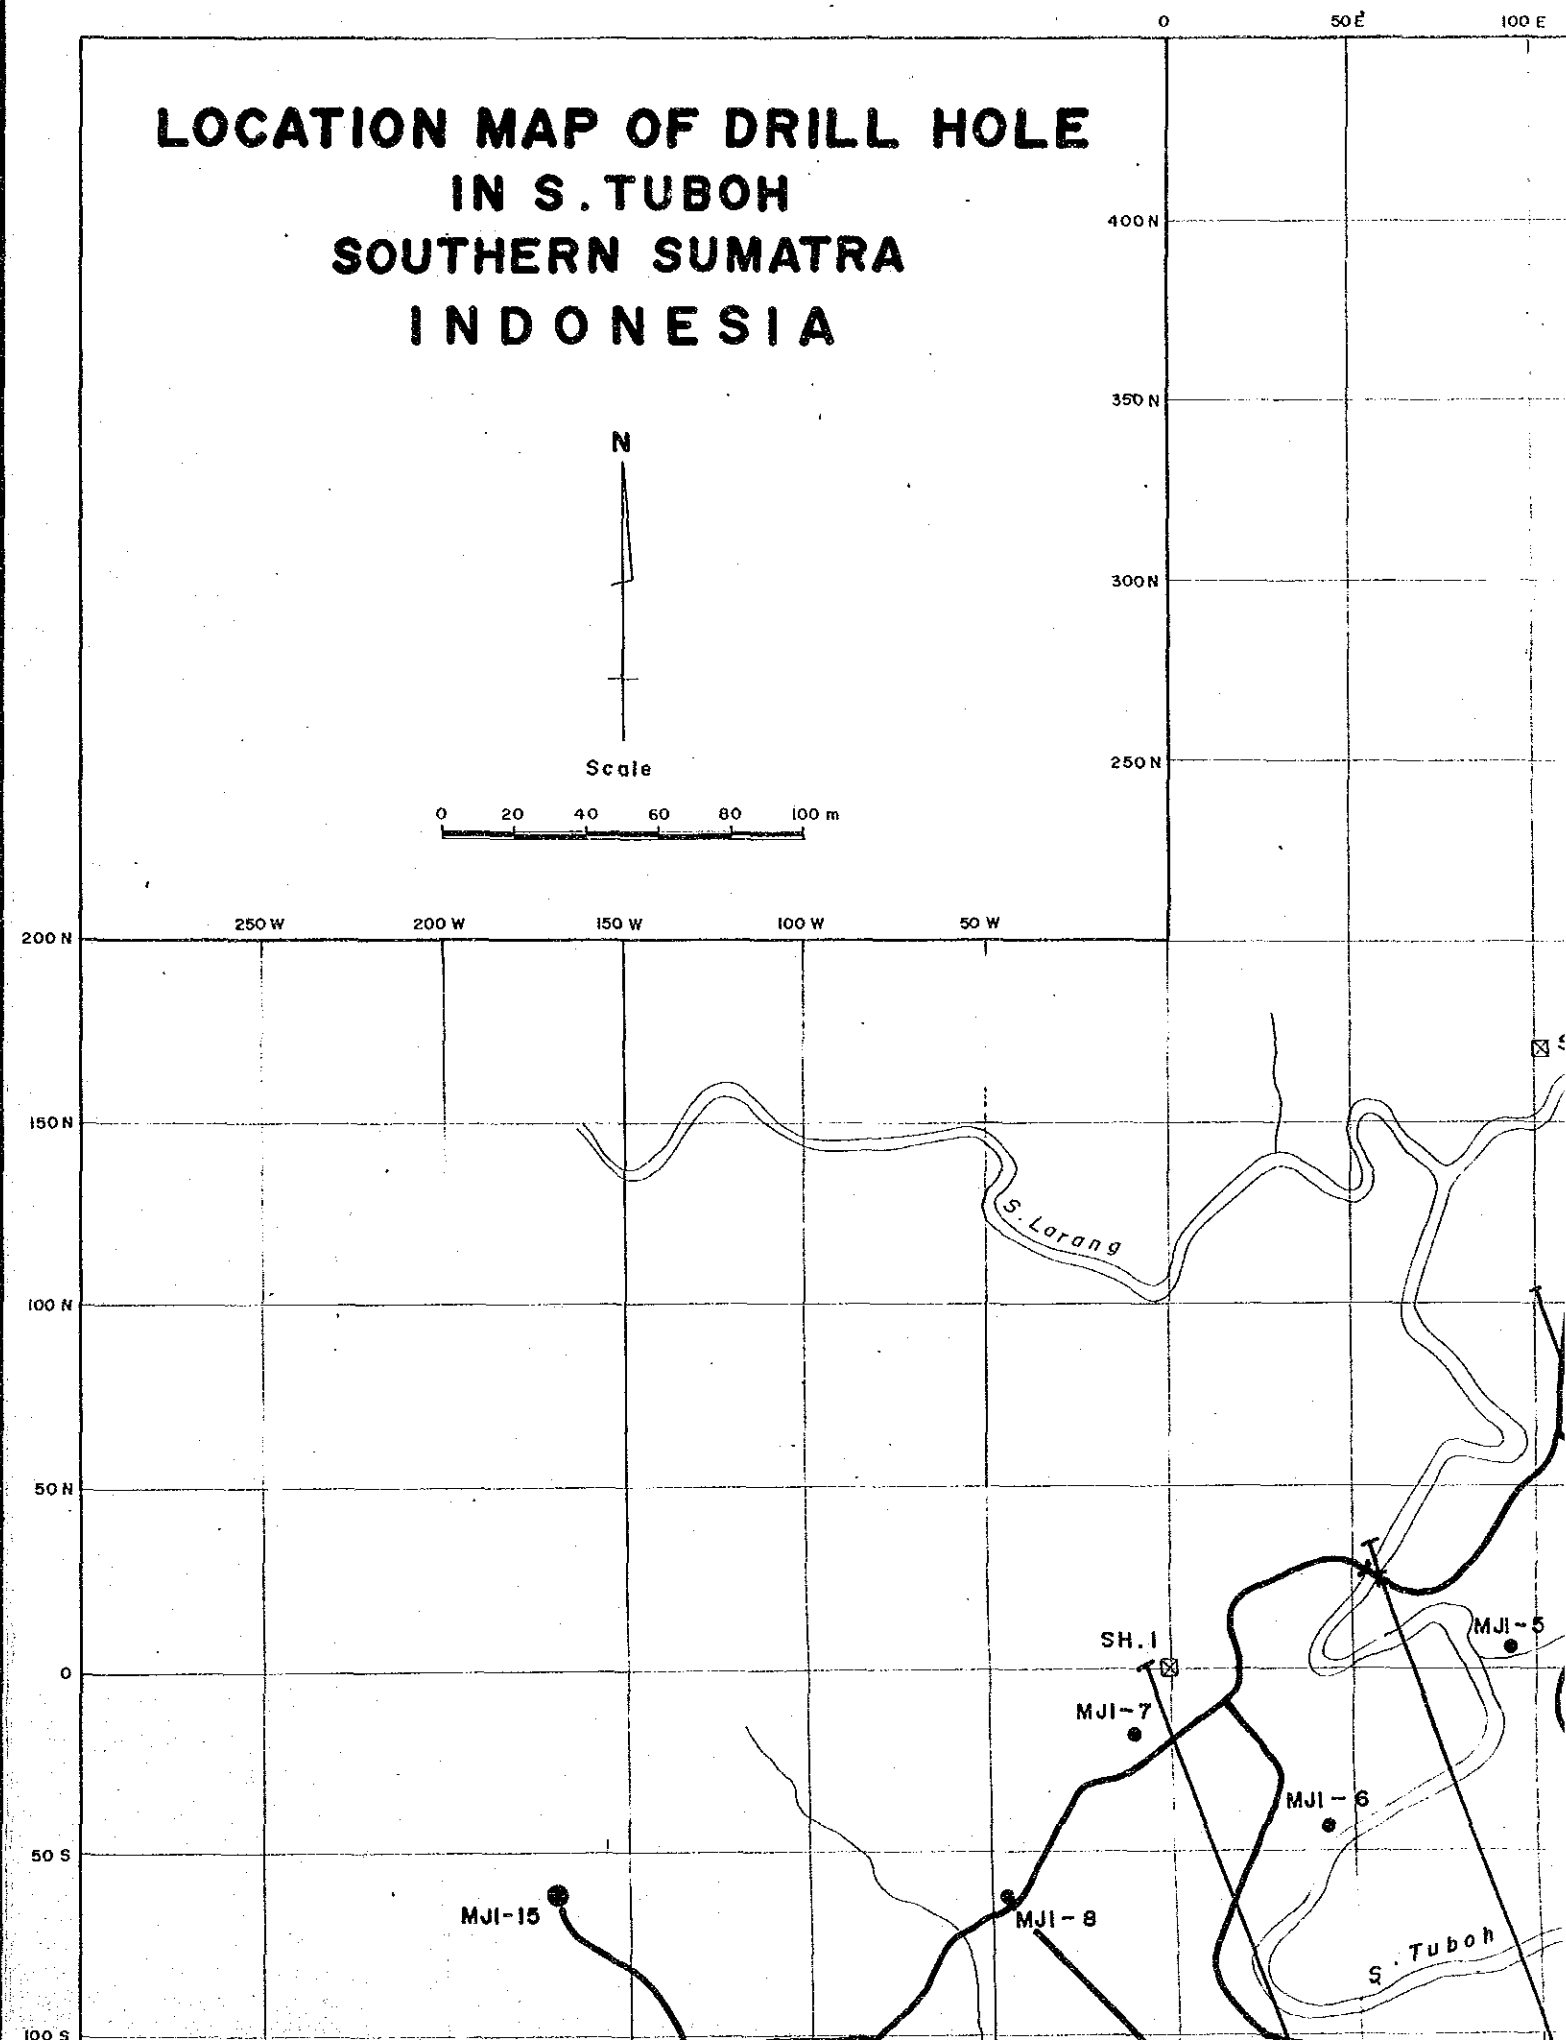 0 50 E 100 E
LOCATION MAP OF DRILL HOLE
IN S. TUBOH
SOUTHERN SUMATRA
INDONESIA
400 N
350 N
N
300 N
250 N
Scale
0 20 40 60 80 100 m
250 W 200 W 150 W 100 W 50 W
200 N
S
150 N
S. Larang
100 N
50 N
MJI-5
SH. 1
0
MJI-7
MJI-6
50 S
MJI-15
MJI-8
S. Tuboh
100 S